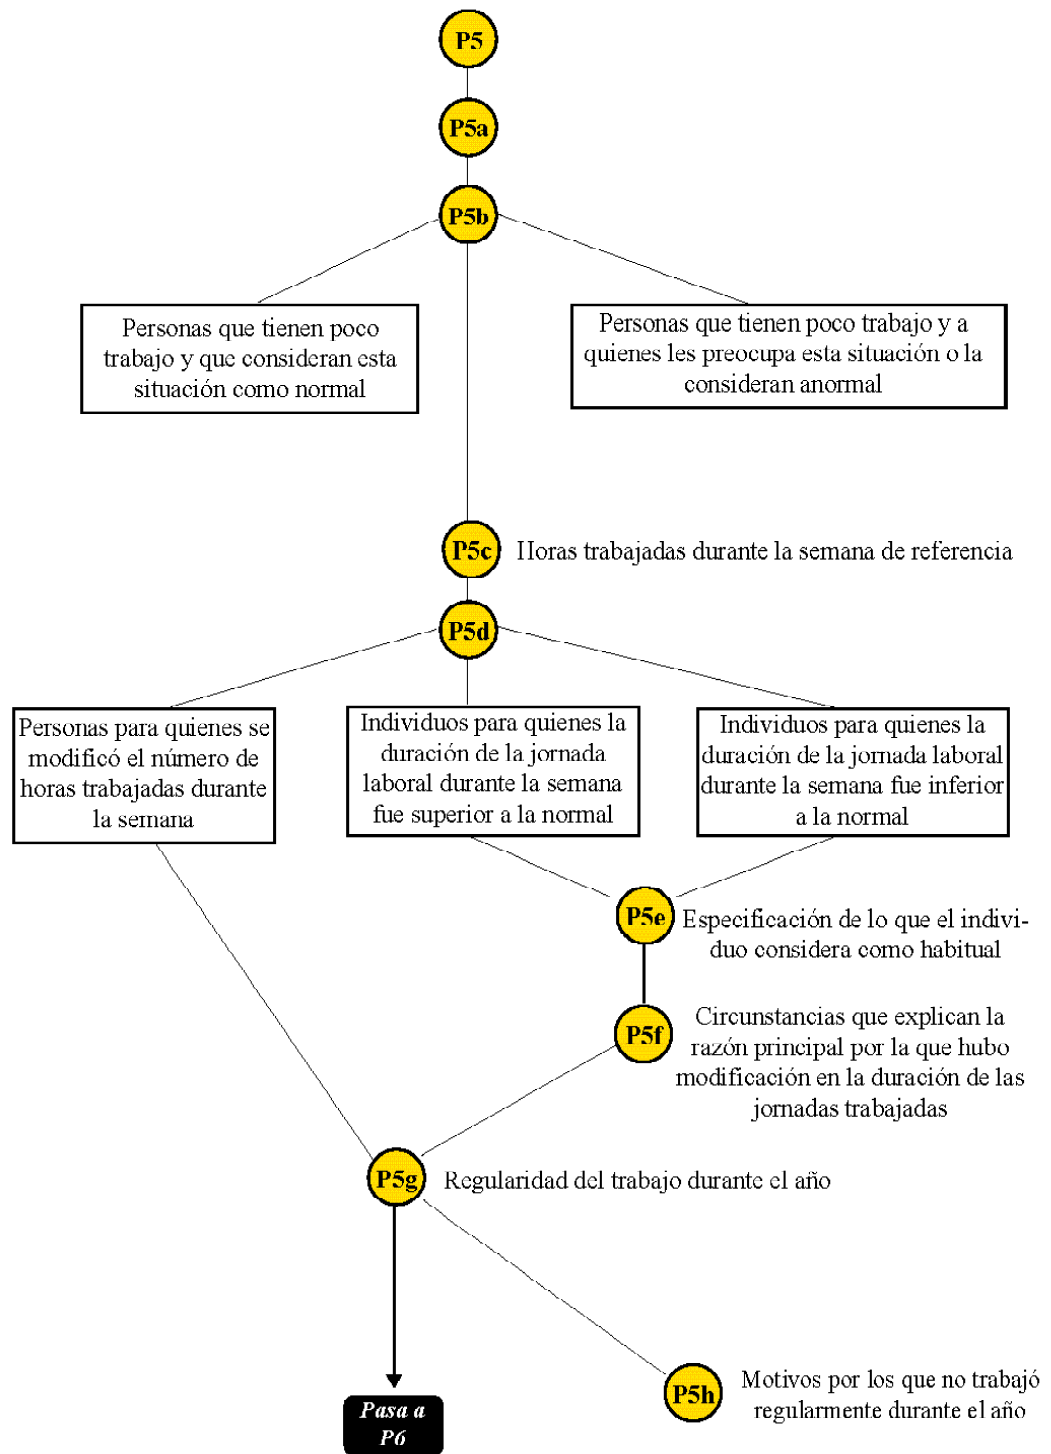 P5
P5a
P5b
Personas que tienen poco
trabajo y que consideran esta
situación como normal
Personas que tienen poco trabajo y a
quienes les preocupa esta situación o la
consideran anormal
P5c
Horas trabajadas durante la semana de referencia
P5d
Personas para quienes se
modificó el número de
horas trabajadas durante
la semana
Individuos para quienes la
duración de la jornada
laboral durante la semana
fue superior a la normal
Individuos para quienes la
duración de la jornada laboral
durante la semana fue inferior
a la normal
P5e
Especificación de lo que el indivi-
duo considera como habitual
P5f
Circunstancias que explican la
razón principal por la que hubo
modificación en la duración de las
jornadas trabajadas
P5g
Regularidad del trabajo durante el año
P5h
Motivos por los que no trabajó
regularmente durante el año
Pasa a
P6